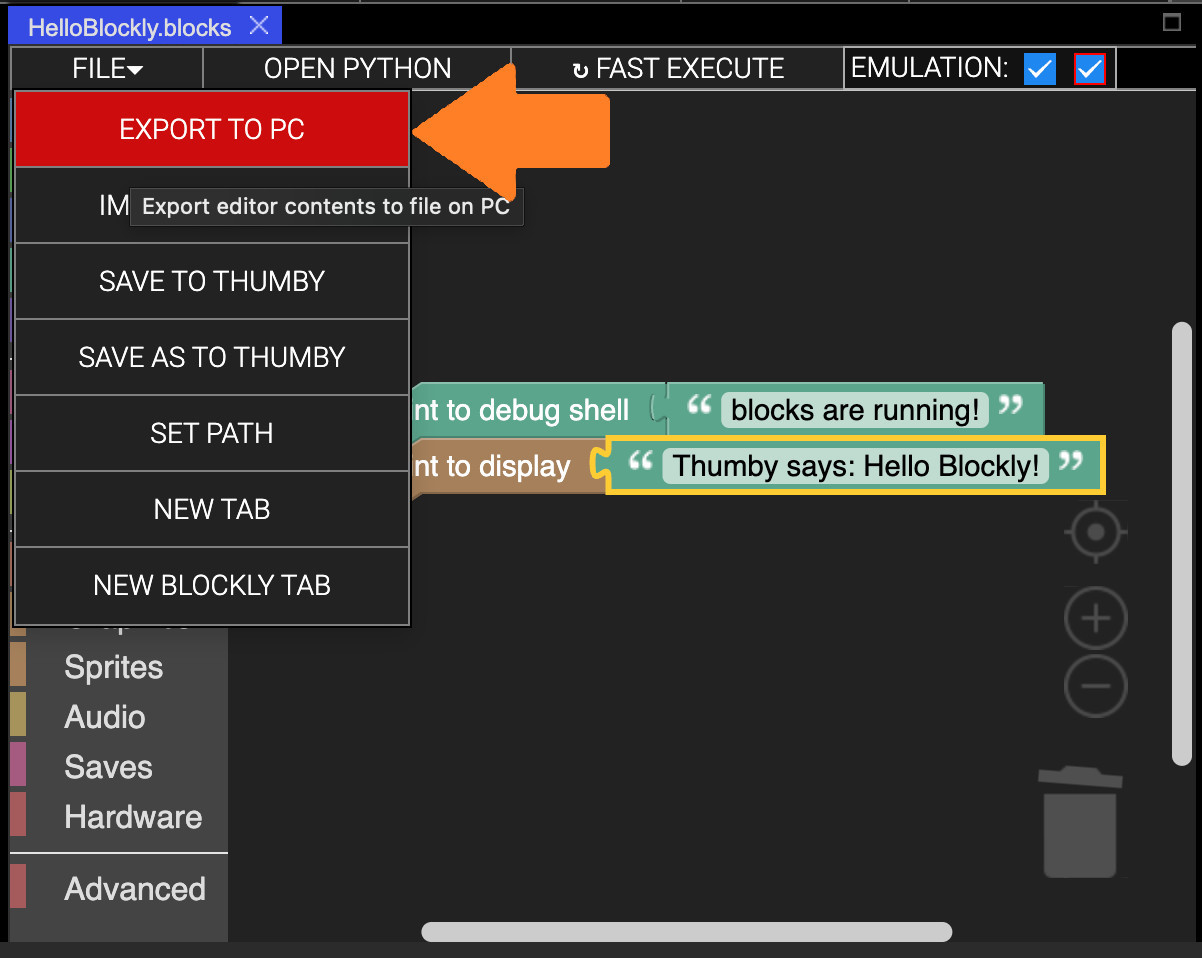 HelloBlockly.blocks
FILE OPEN PYTHON ↻ FAST EXECUTE EMULATION:
EXPORT TO PC
IM
Export editor contents to file on PC
SAVE TO THUMBY
SAVE AS TO THUMBY
nt to debug shell “ blocks are running! ”
SET PATH
nt to display “ Thumby says: Hello Blockly! ”
NEW TAB
NEW BLOCKLY TAB
Sprites
Audio
Saves
Hardware
Advanced